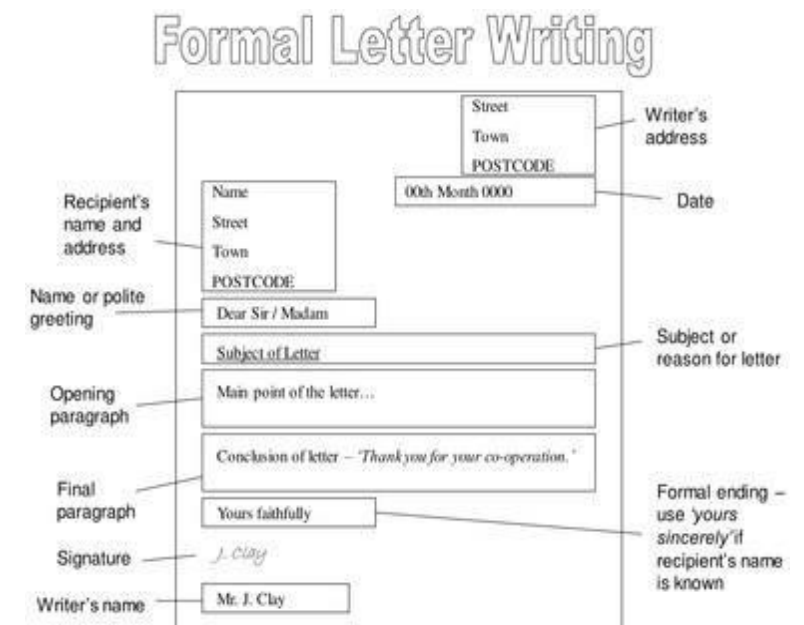 Formal Letter Writing
Street
Town
POSTCODE
Writer's
address
00th Month 0000
Date
Recipient's
name and
address
Name
Street
Town
POSTCODE
Name or polite
greeting
Dear Sir / Madam
Subject of Letter
Subject or
reason for letter
Opening
paragraph
Main point of the letter…
Conclusion of letter – 'Thank you for your co-operation.'
Final
paragraph
Yours faithfully
Formal ending –
use 'yours
sincerely' if
recipient's name
is known
Signature
J. Clay
Writer's name
Mr. J. Clay